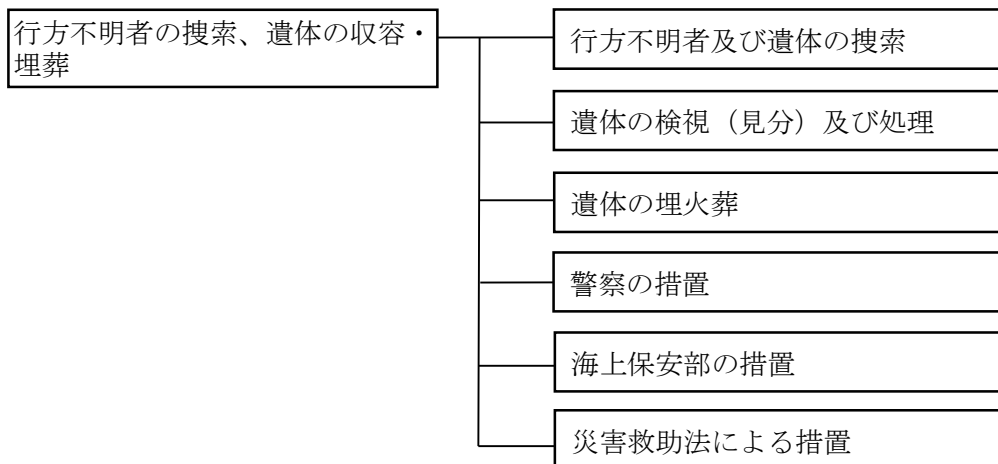 行方不明者の捜索、遺体の収容・
埋葬
行方不明者及び遺体の捜索
遺体の検視（見分）及び処理
遺体の埋火葬
警察の措置
海上保安部の措置
災害救助法による措置